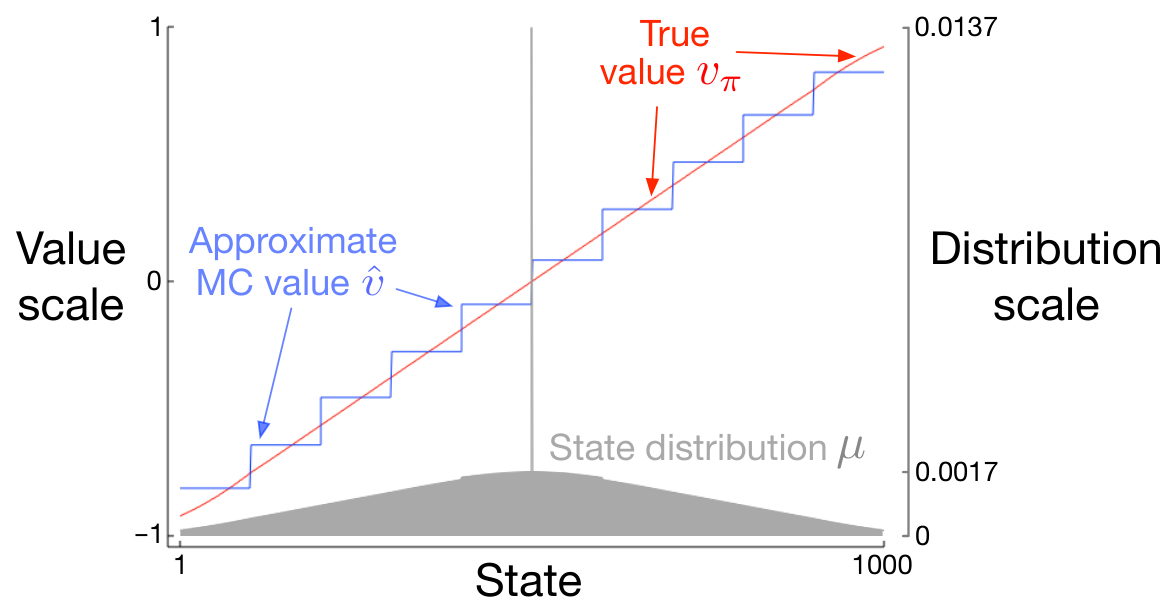 1
0.0137
True
value vπ
Value
scale
Approximate
MC value v̂
0
Distribution
scale
State distribution μ
0.0017
−1
0
1
State
1000